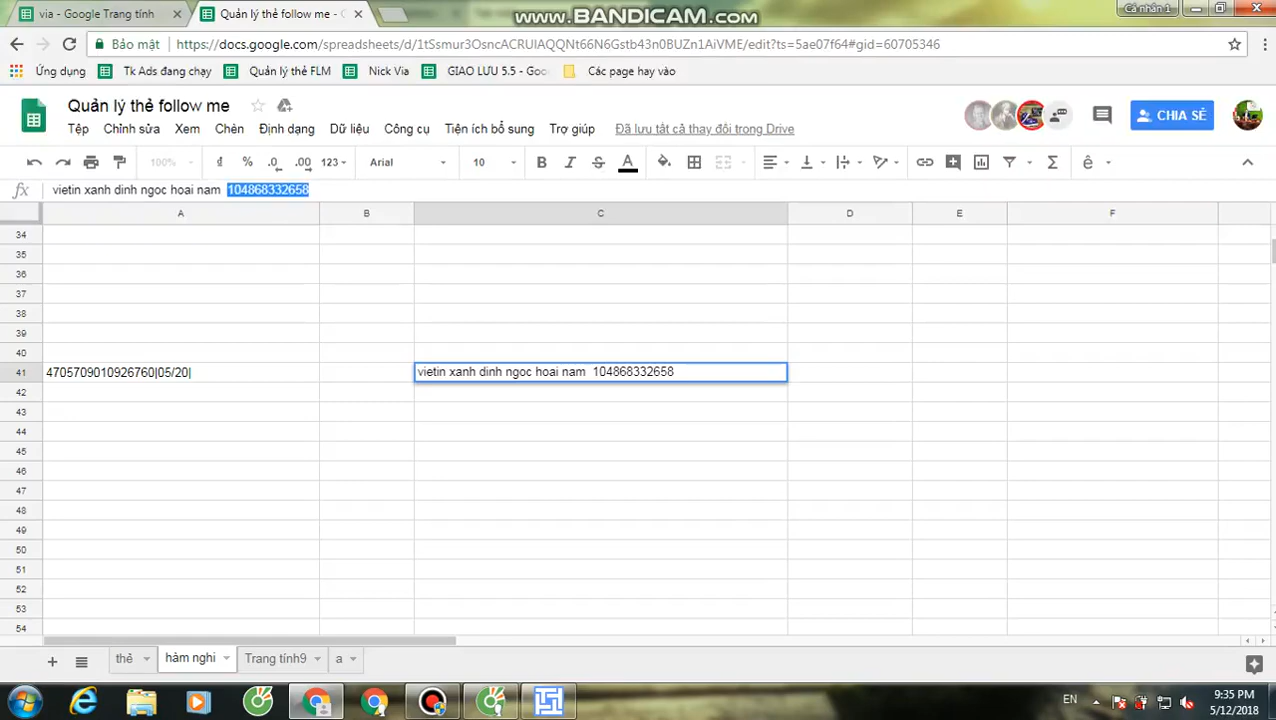 www.BANDICAM.com
via - Google Trang tính
Quản lý thẻ follow me - G
Cá nhân 1
Bảo mật
https://docs.google.com/spreadsheets/d/1tSsmur3OsncACRUIAQQNt66N6Gstb43n0BUZn1AiVME/edit?ts=5ae07f64#gid=60705346
Ứng dụng
Tk Ads đang chạy
Quản lý thẻ FLM
Nick Via
GIAO LƯU 5.5 - Goo
Các page hay vào
Quản lý thẻ follow me
Tệp Chỉnh sửa Xem Chèn Định dạng Dữ liệu Công cụ Tiện ích bổ sung Trợ giúp Đã lưu tất cả thay đổi trong Drive
CHIA SẺ
100% ₫ % .0 .00 123 Arial 10 B I S A Σ ê
fx vietin xanh dinh ngoc hoai nam 104868332658
A B C D E F
34
35
36
37
38
39
40
41 4705709010926760|05/20| vietin xanh dinh ngoc hoai nam 104868332658
42
43
44
45
46
47
48
49
50
51
52
53
54
thẻ
hàm nghi
Trang tính9
a
EN
9:35 PM
5/12/2018